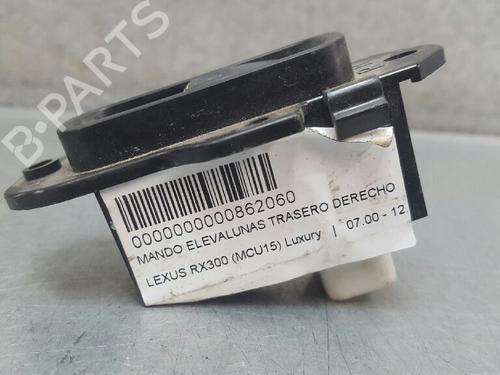 B-PARTS
0000000000862060
MANDO ELEVALUNAS TRASERO DERECHO
LEXUS RX300 (MCU15) Luxury | 07.00 - 12